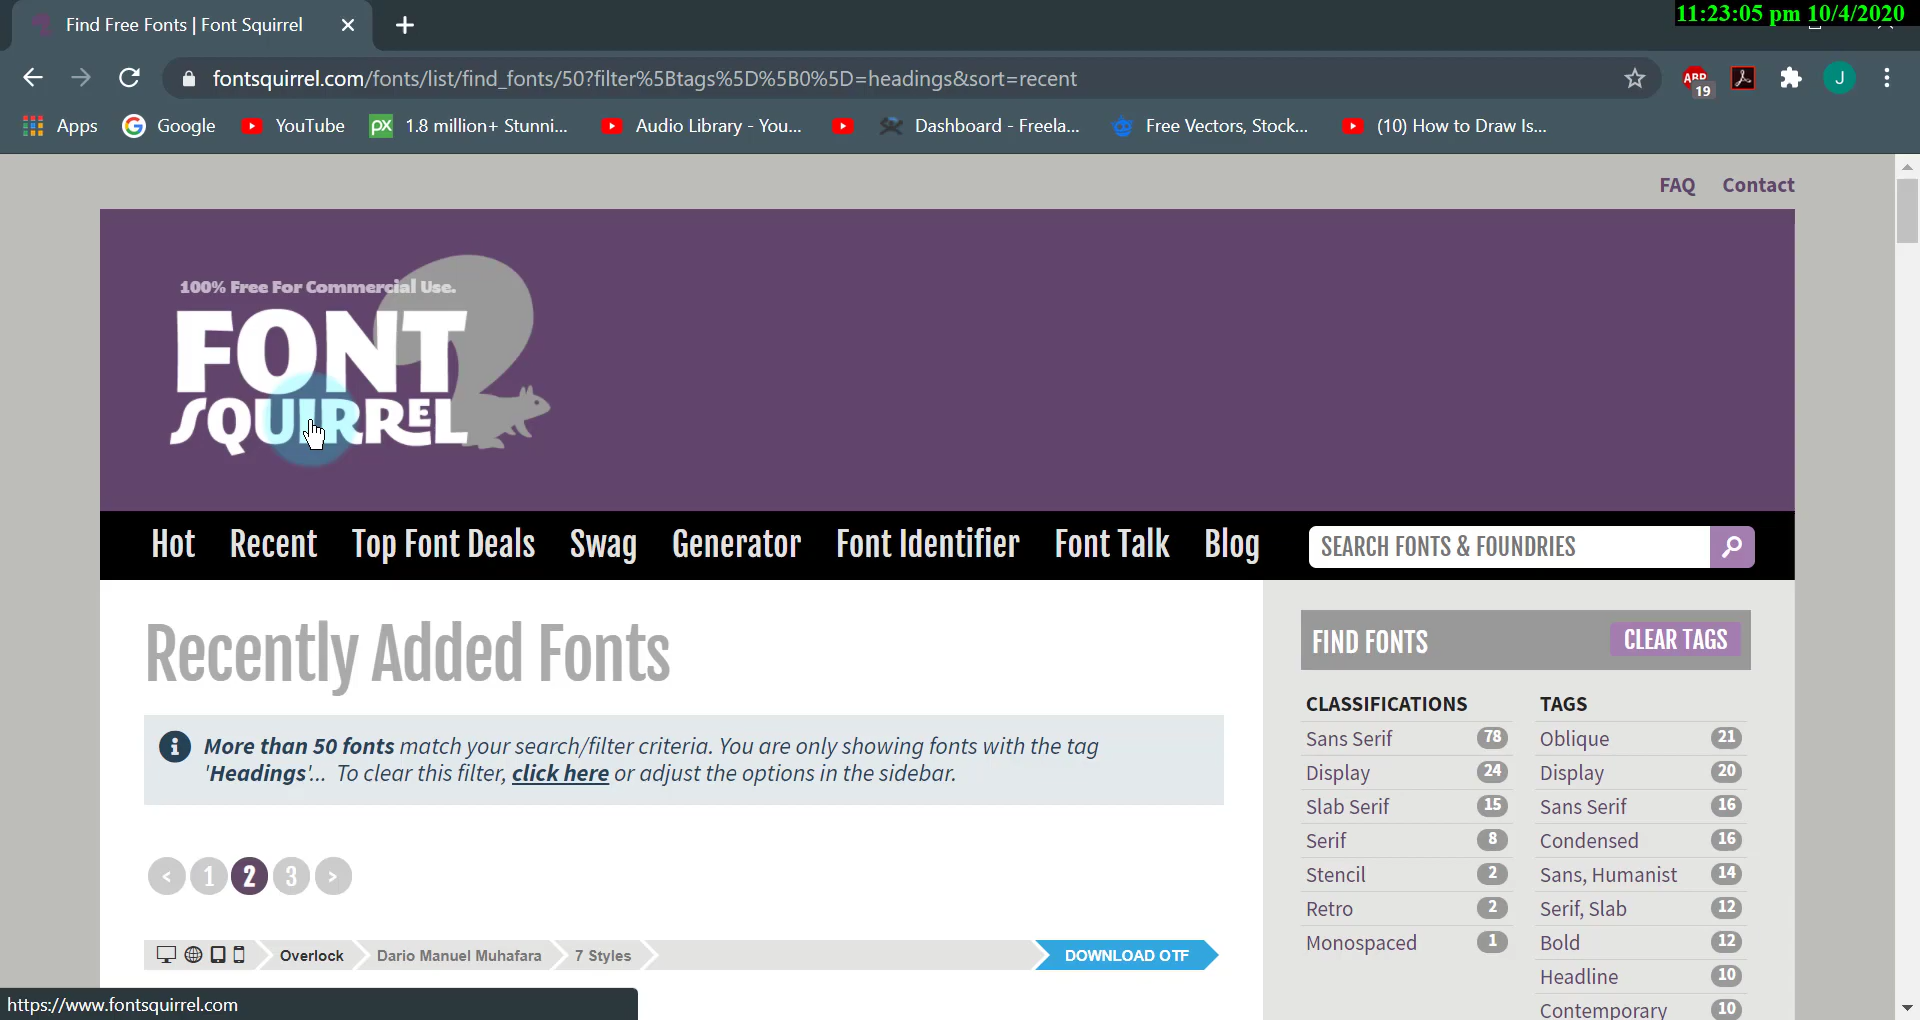 Find Free Fonts | Font Squirrel
11:23:05 pm 10/4/2020
fontsquirrel.com/fonts/list/find_fonts/50?filter%5Btags%5D%5B0%5D=headings&sort=recent
ABP
19
J
Apps
Google
YouTube
px
1.8 million+ Stunni...
Audio Library - You...
Dashboard - Freela...
Free Vectors, Stock...
(10) How to Draw Is...
FAQ
Contact
100% Free For Commercial Use.
FONT
SQUIRREL
Hot
Recent
Top Font Deals
Swag
Generator
Font Identifier
Font Talk
Blog
SEARCH FONTS & FOUNDRIES
Recently Added Fonts
More than 50 fonts match your search/filter criteria. You are only showing fonts with the tag
'Headings'... To clear this filter, click here or adjust the options in the sidebar.
< 1 2 3 >
Overlock
Dario Manuel Muhafara
7 Styles
DOWNLOAD OTF
FIND FONTS
CLEAR TAGS
CLASSIFICATIONS
Sans Serif 78
Display 24
Slab Serif 15
Serif 8
Stencil 2
Retro 2
Monospaced 1
TAGS
Oblique 21
Display 20
Sans Serif 16
Condensed 16
Sans, Humanist 14
Serif, Slab 12
Bold 12
Headline 10
Contemporary 10
https://www.fontsquirrel.com